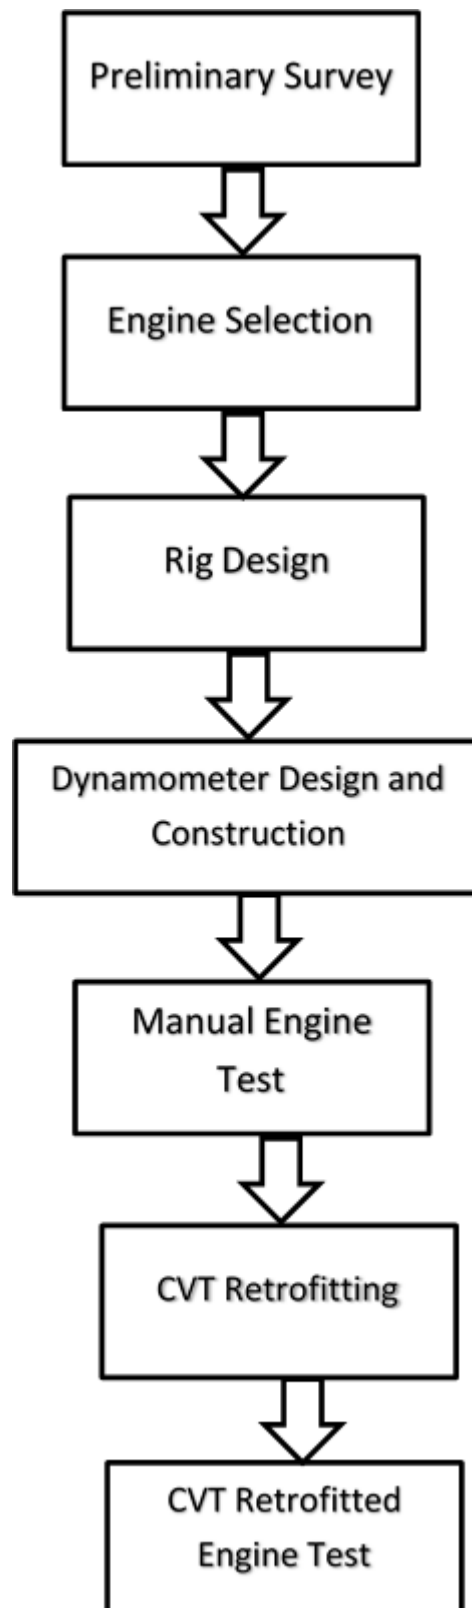 Preliminary Survey
Engine Selection
Rig Design
Dynamometer Design and
Construction
Manual Engine
Test
CVT Retrofitting
CVT Retrofitted
Engine Test